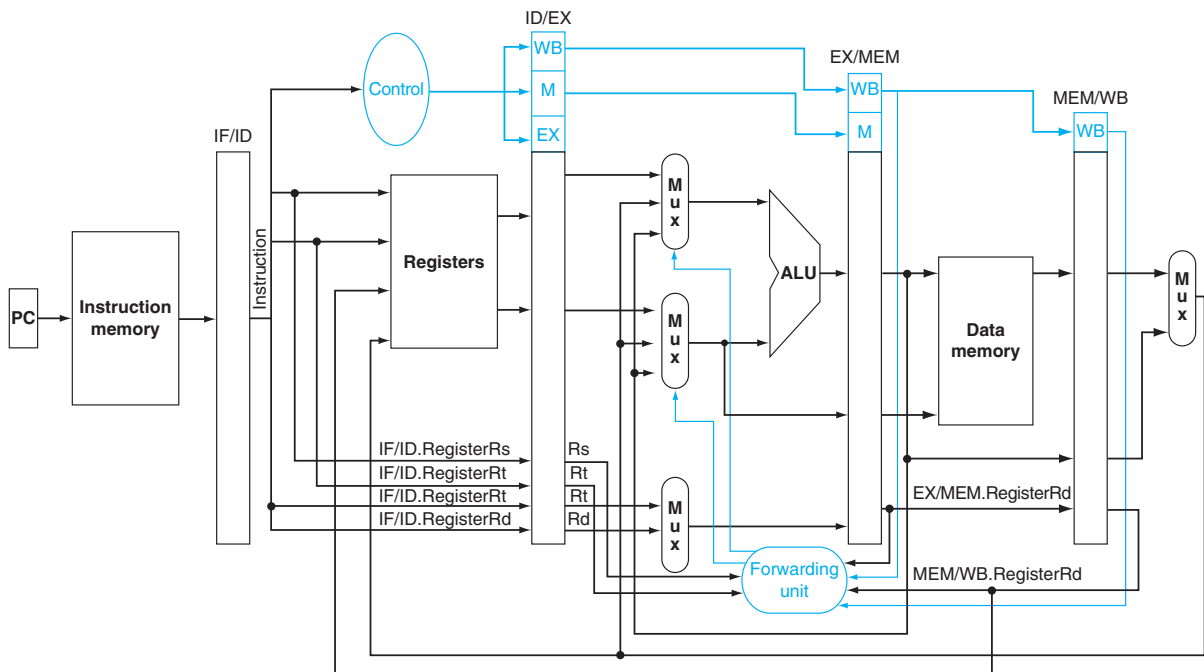 ID/EX
WB
EX/MEM
Control
M
WB
MEM/WB
IF/ID
EX
M
WB
M
u
x
Registers
Instruction
ALU
PC
Instruction
memory
M
u
x
Data
memory
M
u
x
IF/ID.RegisterRs
Rs
IF/ID.RegisterRt
Rt
IF/ID.RegisterRt
Rt
IF/ID.RegisterRd
Rd
M
u
x
EX/MEM.RegisterRd
Forwarding
unit
MEM/WB.RegisterRd